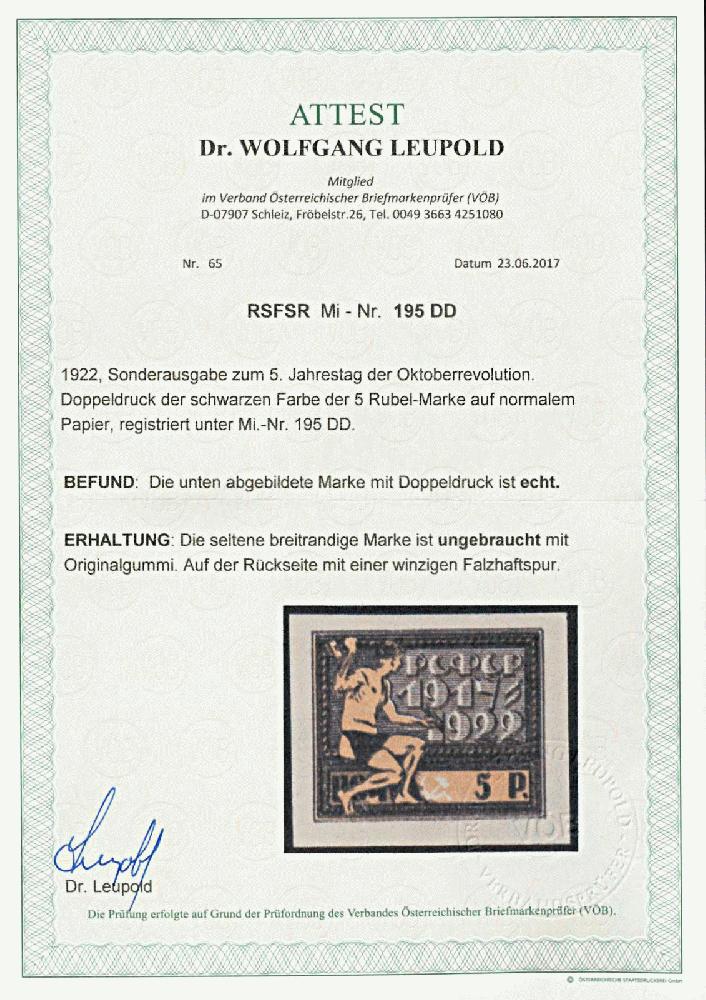 ATTEST
Dr. WOLFGANG LEUPOLD
Mitglied
im Verband Österreichischer Briefmarkenprüfer (VÖB)
D-07907 Schleiz, Fröbelstr.26, Tel. 0049 3663 4251080
Nr. 65 Datum 23.06.2017
RSFSR Mi - Nr. 195 DD
1922, Sonderausgabe zum 5. Jahrestag der Oktoberrevolution.
Doppeldruck der schwarzen Farbe der 5 Rubel-Marke auf normalem
Papier, registriert unter Mi.-Nr. 195 DD.
BEFUND: Die unten abgebildete Marke mit Doppeldruck ist echt.
ERHALTUNG: Die seltene breitrandige Marke ist ungebraucht mit
Originalgummi. Auf der Rückseite mit einer winzigen Falzhaftspur.
РСФСР
1917
1922
5 Р.
Dr. Leupold
Die Prüfung erfolgte auf Grund der Prüfordnung des Verbandes Österreichischer Briefmarkenprüfer (VÖB).
© ÖSTERREICHISCHE STAATSDRUCKEREI GmbH